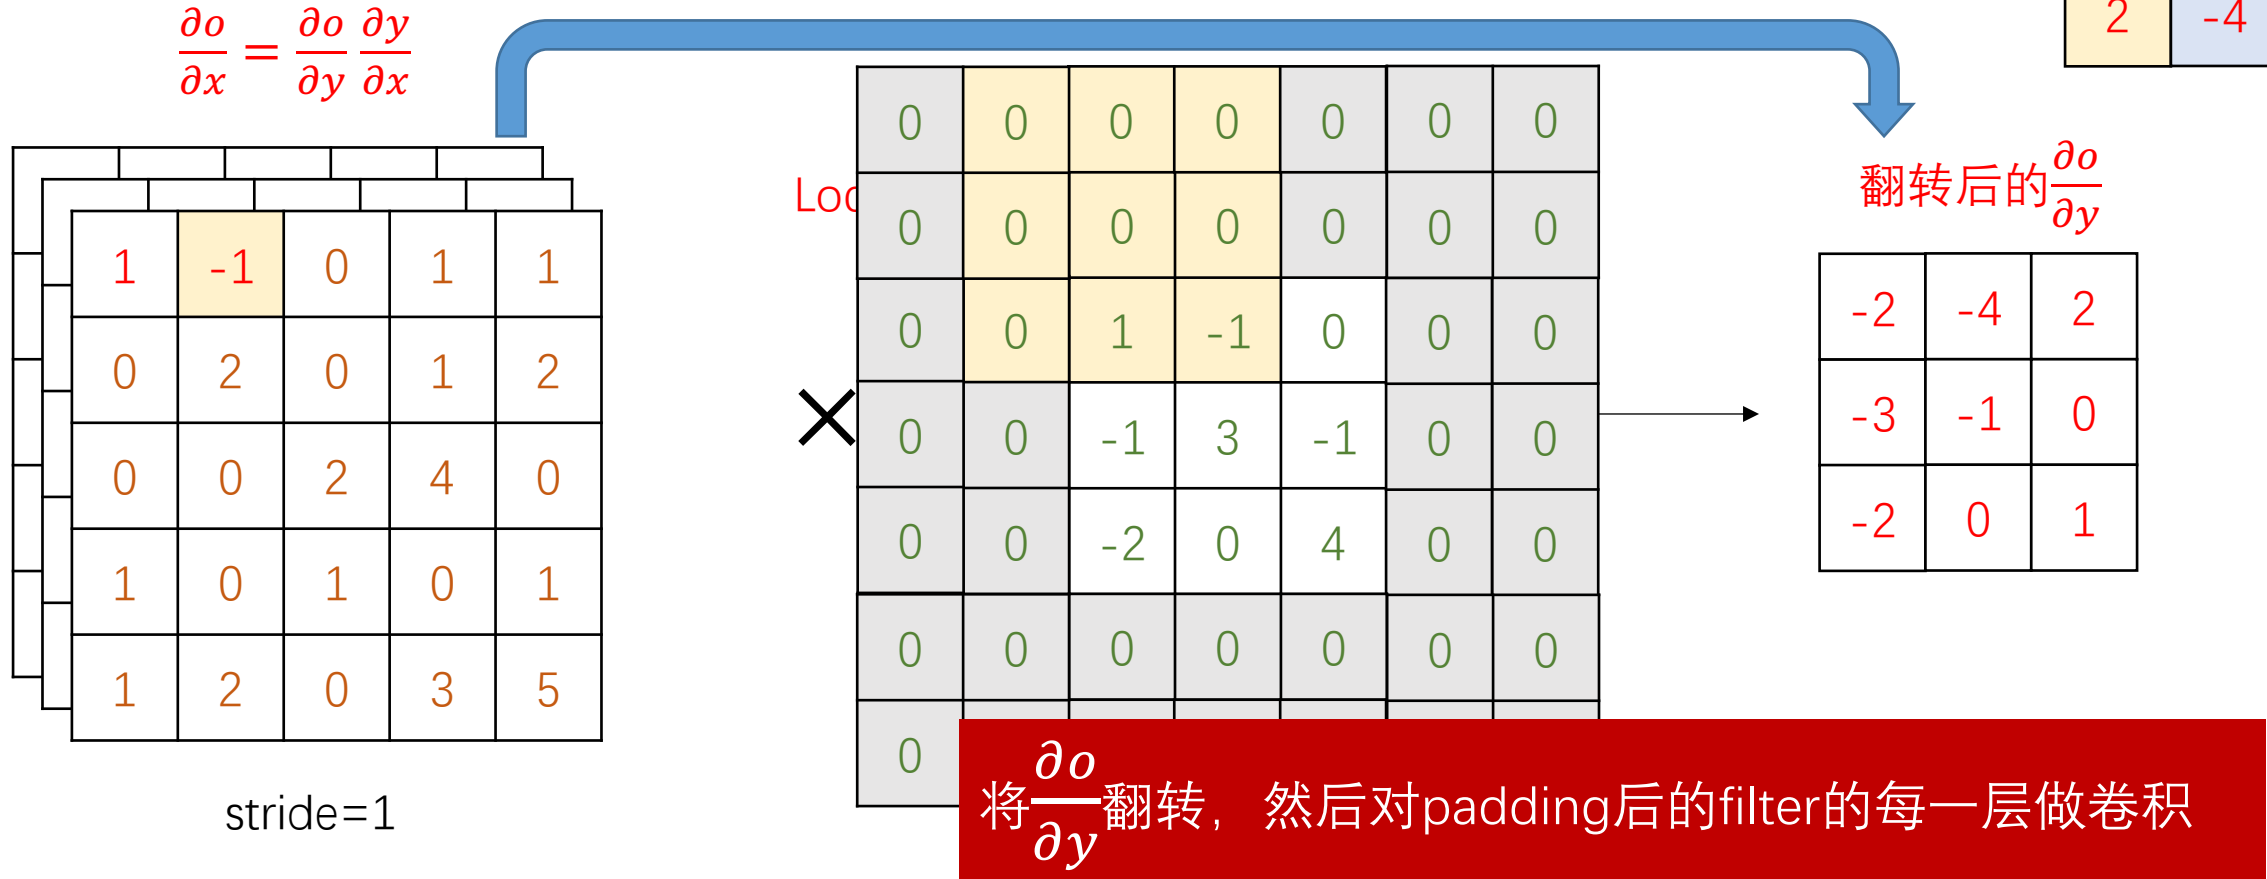 ∂o/∂x = ∂o/∂y ∂y/∂x
2 -4
Loc
翻转后的 ∂o/∂y
1 -1 0 1 1
0 2 0 1 2
0 0 2 4 0
1 0 1 0 1
1 2 0 3 5
stride=1
×
0 0 0 0 0 0 0
0 0 0 0 0 0 0
0 0 1 -1 0 0 0
0 0 -1 3 -1 0 0
0 0 -2 0 4 0 0
0 0 0 0 0 0 0
0
-2 -4 2
-3 -1 0
-2 0 1
将∂o/∂y翻转，然后对padding后的filter的每一层做卷积